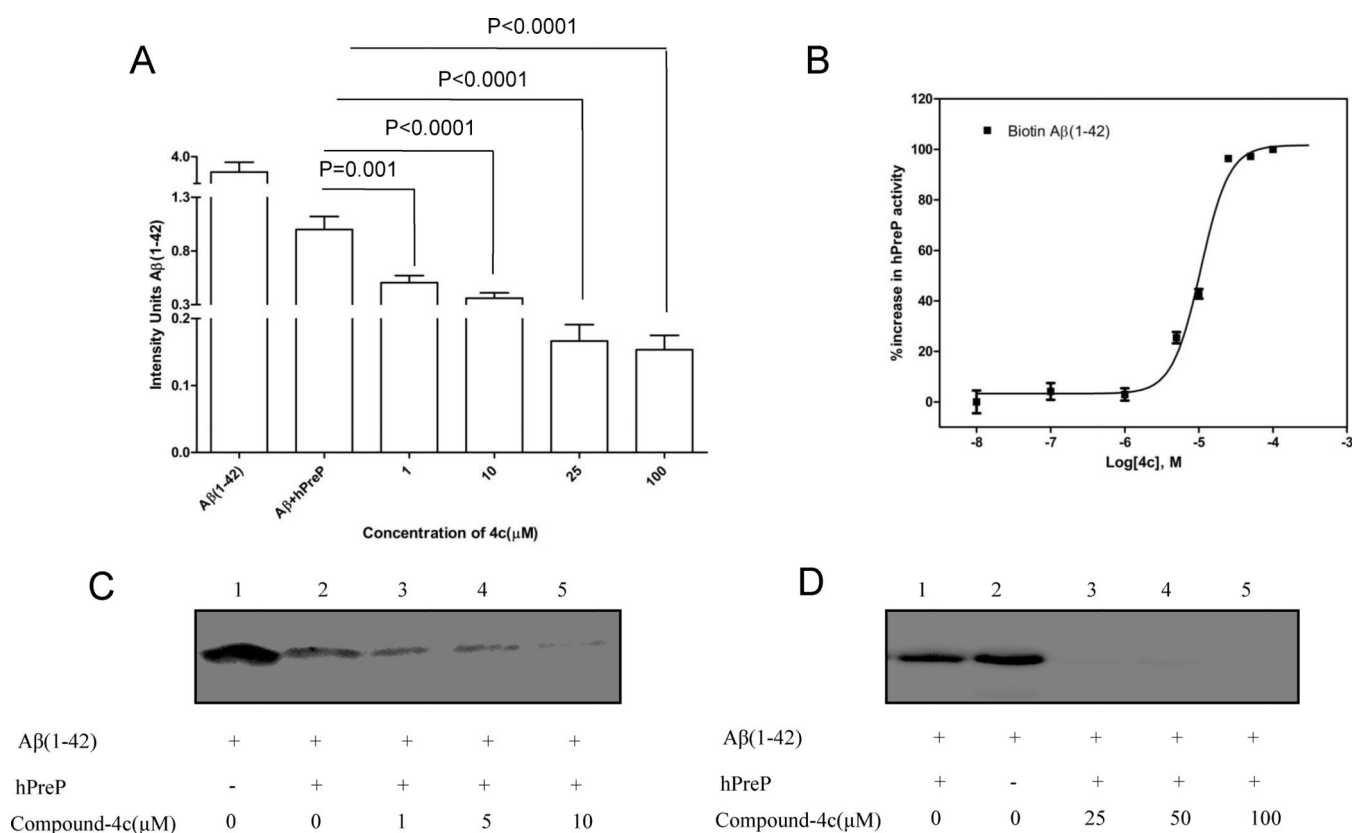 A
P<0.0001
P<0.0001
P<0.0001
P=0.001
Intensity Units Aβ(1-42)
4.0
1.3
0.8
0.3
0.2
0.1
0.0
Aβ(1-42)
Aβ+hPreP
1
10
25
100
Concentration of 4c(μM)
B
% increase in hPreP activity
120
100
80
60
40
20
0
Biotin Aβ(1-42)
-8 -7 -6 -5 -4 -3
Log[4c], M
C
1 2 3 4 5
Aβ(1-42) + + + + +
hPreP - + + + +
Compound-4c(μM) 0 0 1 5 10
D
1 2 3 4 5
Aβ(1-42) + + + + +
hPreP + - + + +
Compound-4c(μM) 0 0 25 50 100